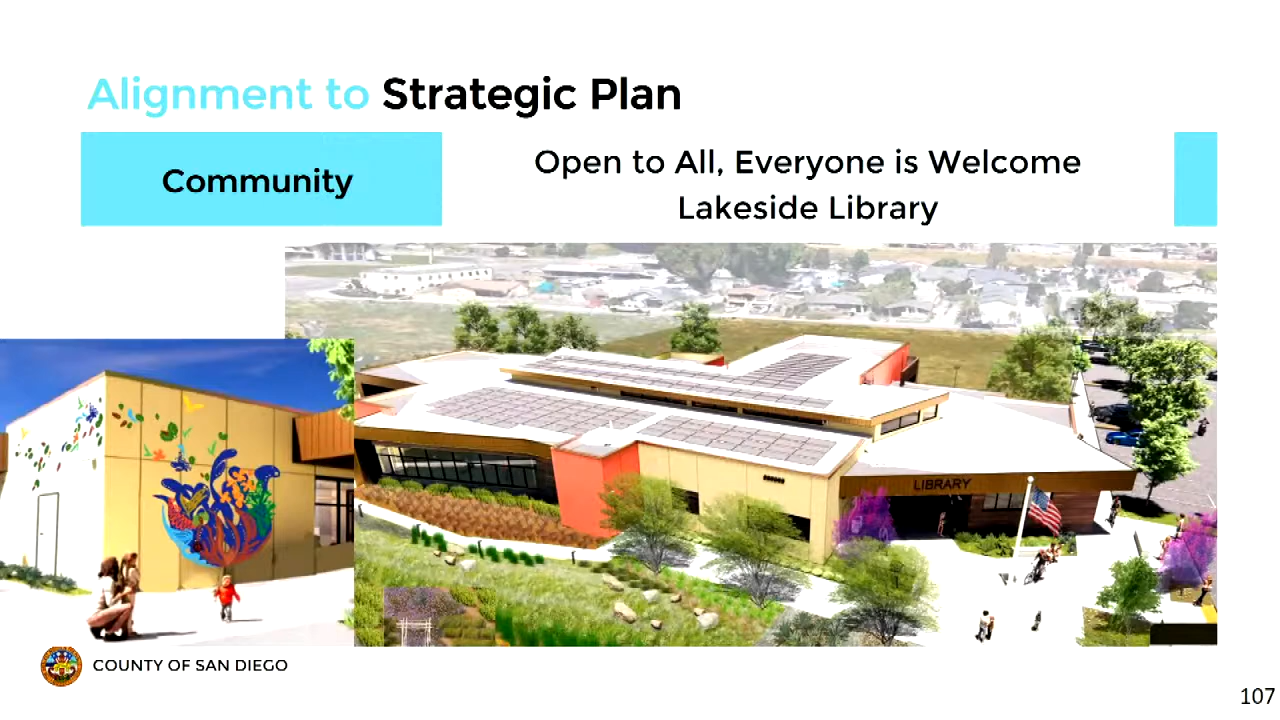 Alignment to Strategic Plan
Community
Open to All, Everyone is Welcome
Lakeside Library
LIBRARY
COUNTY OF SAN DIEGO
107